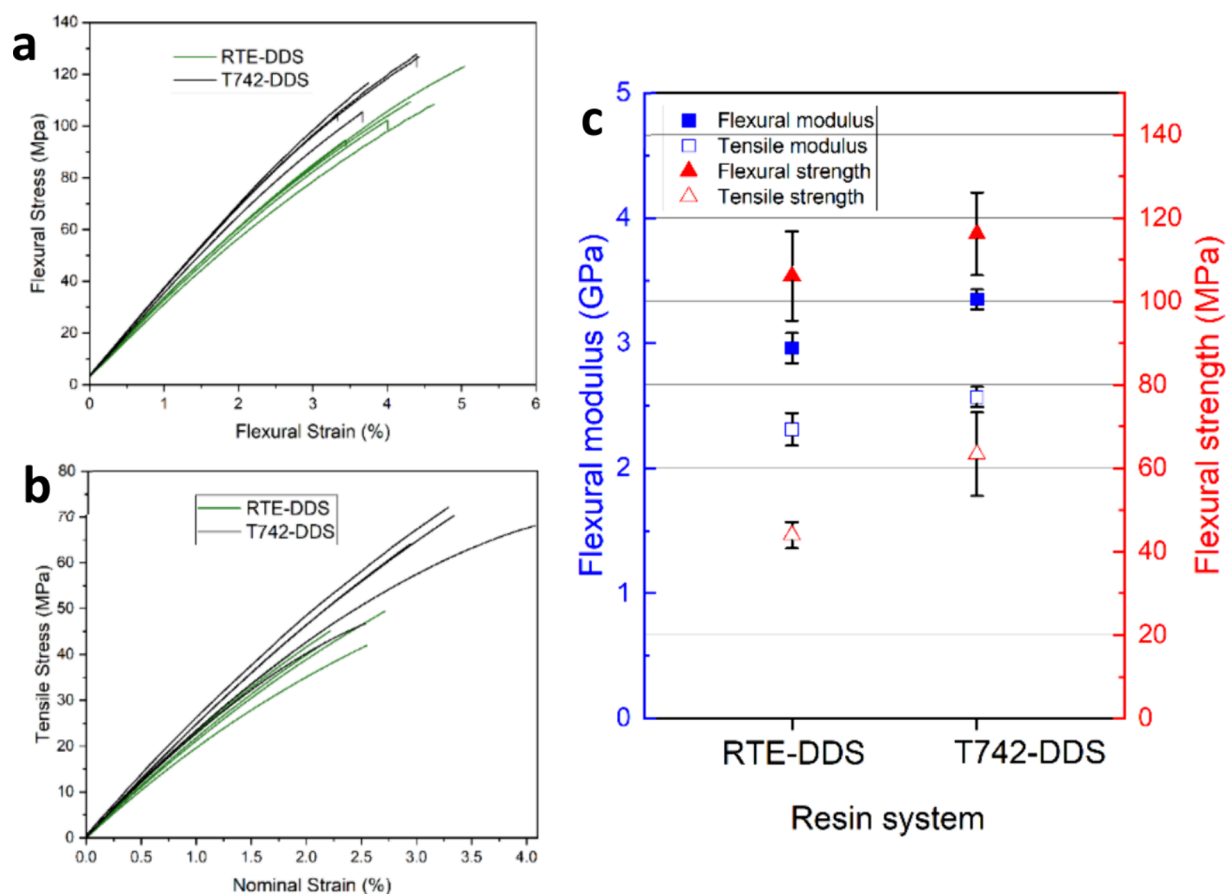 a
140
120
100
80
60
40
20
0
Flexural Stress (Mpa)
RTE-DDS
T742-DDS
0 1 2 3 4 5 6
Flexural Strain (%)
b
80
70
60
50
40
30
20
10
0
Tensile Stress (MPa)
RTE-DDS
T742-DDS
0.0 0.5 1.0 1.5 2.0 2.5 3.0 3.5 4.0
Nominal Strain (%)
c
Flexural modulus
Tensile modulus
Flexural strength
Tensile strength
5
4
3
2
1
0
Flexural modulus (GPa)
140
120
100
80
60
40
20
0
Flexural strength (MPa)
RTE-DDS T742-DDS
Resin system